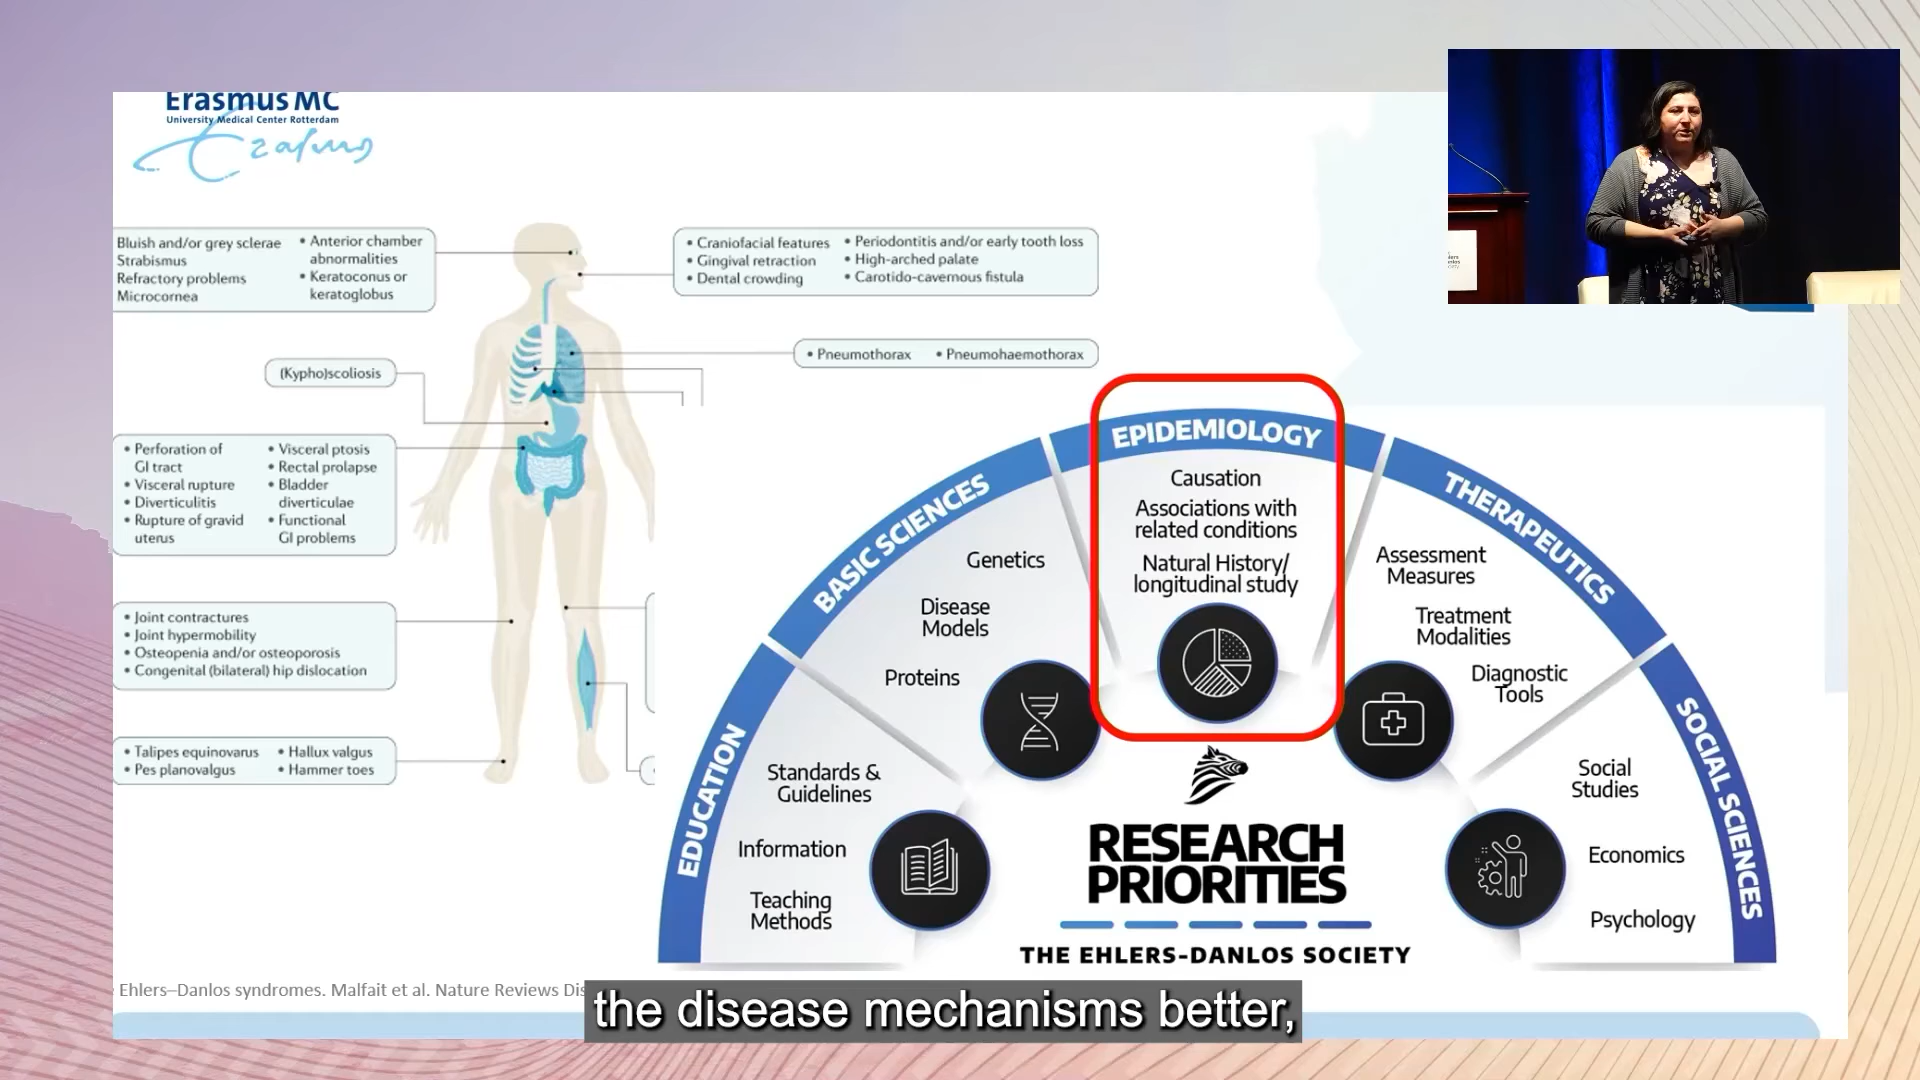 Erasmus MC
University Medical Center Rotterdam
Erasmus
Bluish and/or grey sclerae
Strabismus
Refractory problems
Microcornea
• Anterior chamber
abnormalities
• Keratoconus or
keratoglobus
• Craniofacial features
• Gingival retraction
• Dental crowding
• Periodontitis and/or early tooth loss
• High-arched palate
• Carotido-cavernous fistula
• Pneumothorax
• Pneumohaemothorax
(Kypho)scoliosis
• Perforation of
GI tract
• Visceral rupture
• Diverticulitis
• Rupture of gravid
uterus
• Visceral ptosis
• Rectal prolapse
• Bladder
diverticulae
• Functional
GI problems
• Joint contractures
• Joint hypermobility
• Osteopenia and/or osteoporosis
• Congenital (bilateral) hip dislocation
• Talipes equinovarus
• Pes planovalgus
• Hallux valgus
• Hammer toes
EDUCATION
Standards &
Guidelines
Information
Teaching
Methods
BASIC SCIENCES
Genetics
Disease
Models
Proteins
EPIDEMIOLOGY
Causation
Associations with
related conditions
Natural History/
longitudinal study
THERAPEUTICS
Assessment
Measures
Treatment
Modalities
Diagnostic
Tools
SOCIAL SCIENCES
Social
Studies
Economics
Psychology
RESEARCH
PRIORITIES
THE EHLERS-DANLOS SOCIETY
Ehlers–Danlos syndromes. Malfait et al. Nature Reviews Dis
the disease mechanisms better,